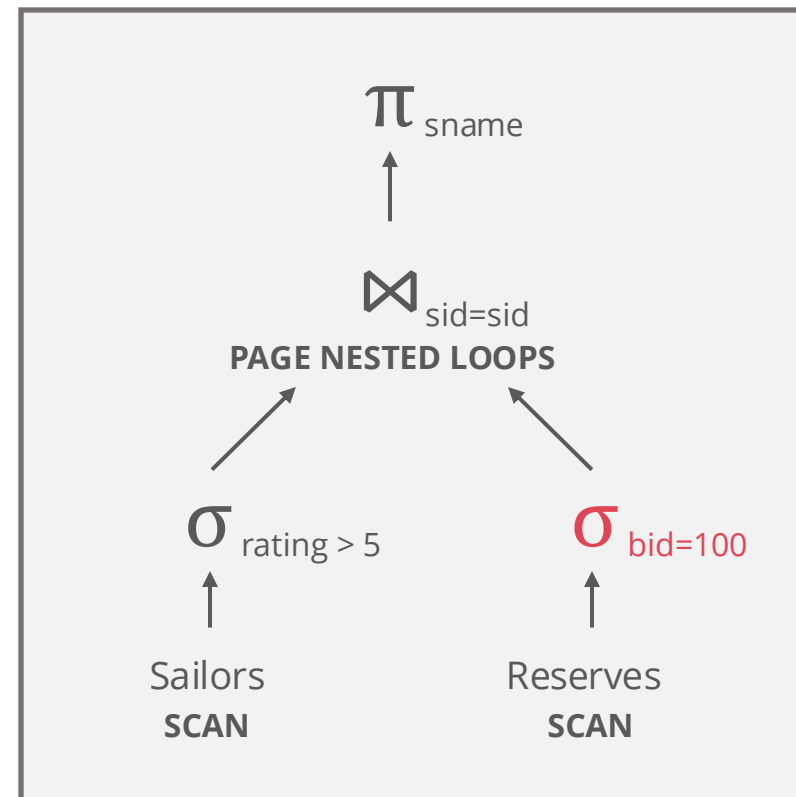 π sname
⋈ sid=sid
PAGE NESTED LOOPS
σ rating > 5
σ bid=100
Sailors
SCAN
Reserves
SCAN